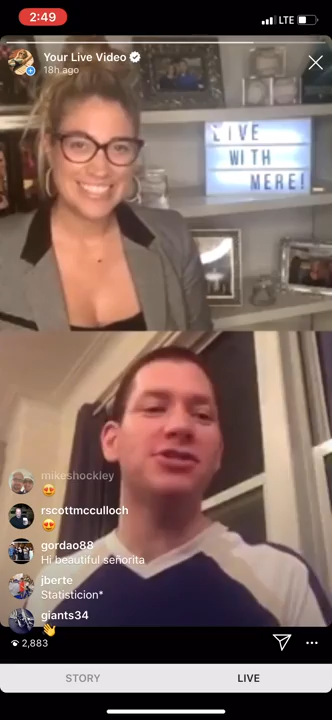 2:49
LTE
Your Live Video
18h ago
LIVE
WITH
MERE!
mikeshockley
😍
rscottmcculloch
😍
gordao88
Hi beautiful señorita
jberte
Statisticion*
giants34
👋
2,883
STORY
LIVE